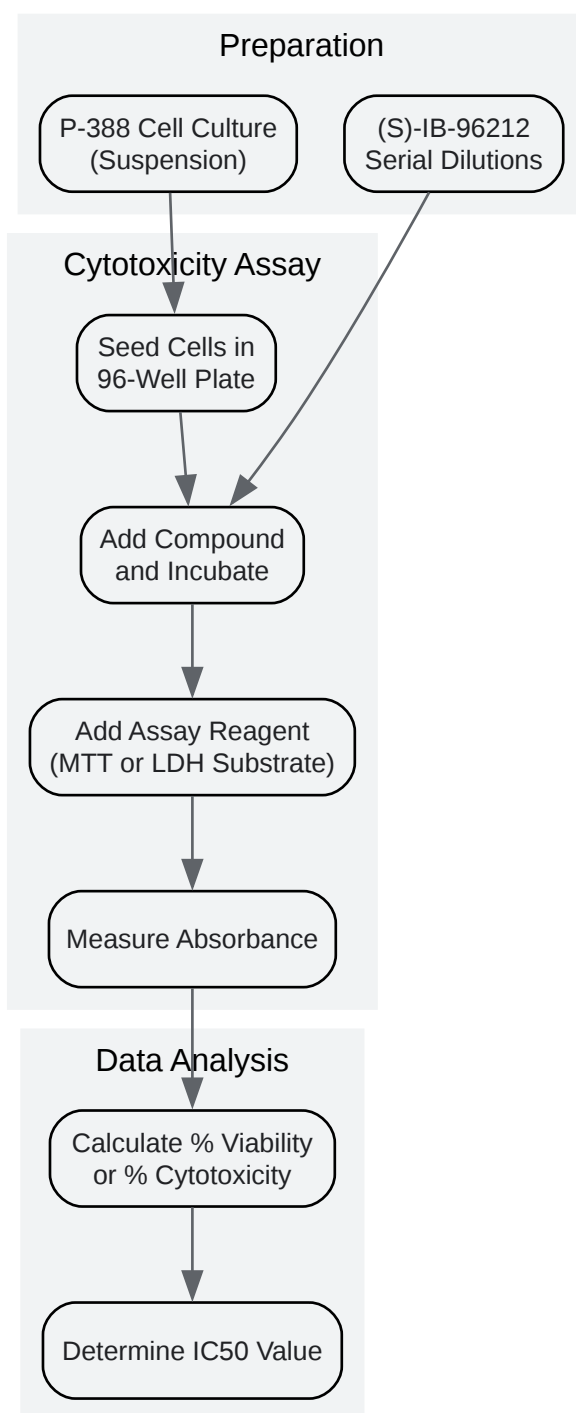 Preparation
P-388 Cell Culture
(Suspension)
(S)-IB-96212
Serial Dilutions
Cytotoxicity Assay
Seed Cells in
96-Well Plate
Add Compound
and Incubate
Add Assay Reagent
(MTT or LDH Substrate)
Measure Absorbance
Data Analysis
Calculate % Viability
or % Cytotoxicity
Determine IC50 Value